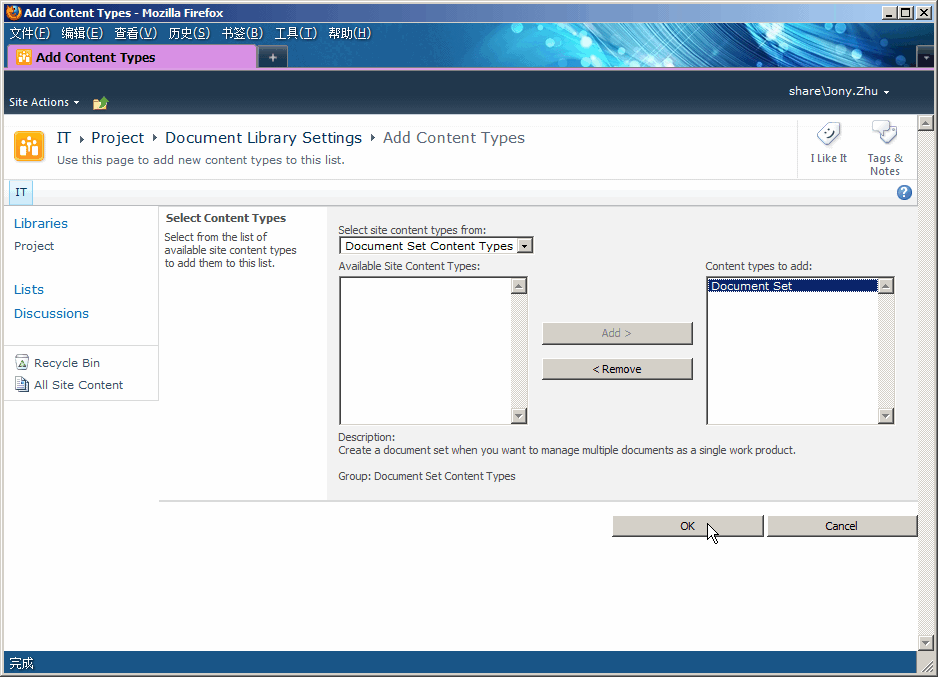 Add Content Types - Mozilla Firefox
文件(F) 编辑(E) 查看(V) 历史(S) 书签(B) 工具(T) 帮助(H)
Add Content Types
+
share\Jony.Zhu
Site Actions
IT Project Document Library Settings Add Content Types
Use this page to add new content types to this list.
I Like It
Tags & Notes
IT
?
Libraries
Project
Lists
Discussions
Recycle Bin
All Site Content
Select Content Types
Select from the list of
available site content types
to add them to this list.
Select site content types from:
Document Set Content Types
Available Site Content Types:
Add >
< Remove
Content types to add:
Document Set
Description:
Create a document set when you want to manage multiple documents as a single work product.
Group: Document Set Content Types
OK
Cancel
完成